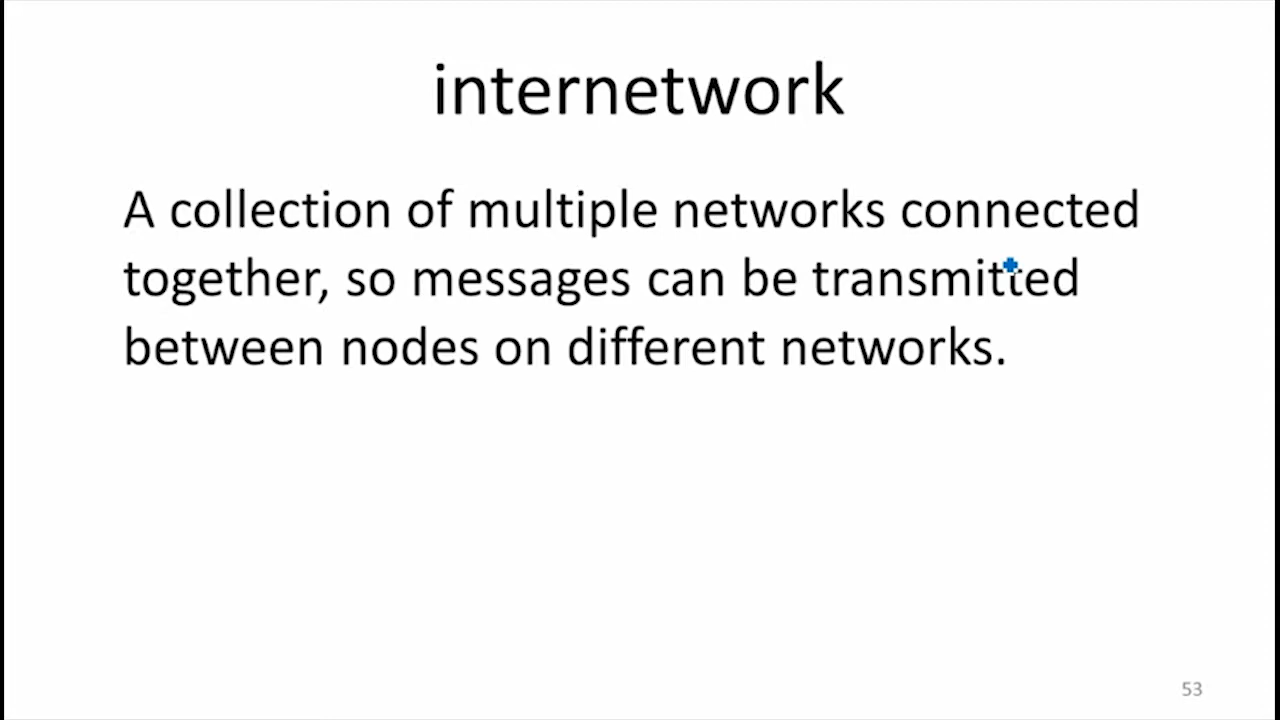 internetwork
A collection of multiple networks connected
together, so messages can be transmitted
between nodes on different networks.
53